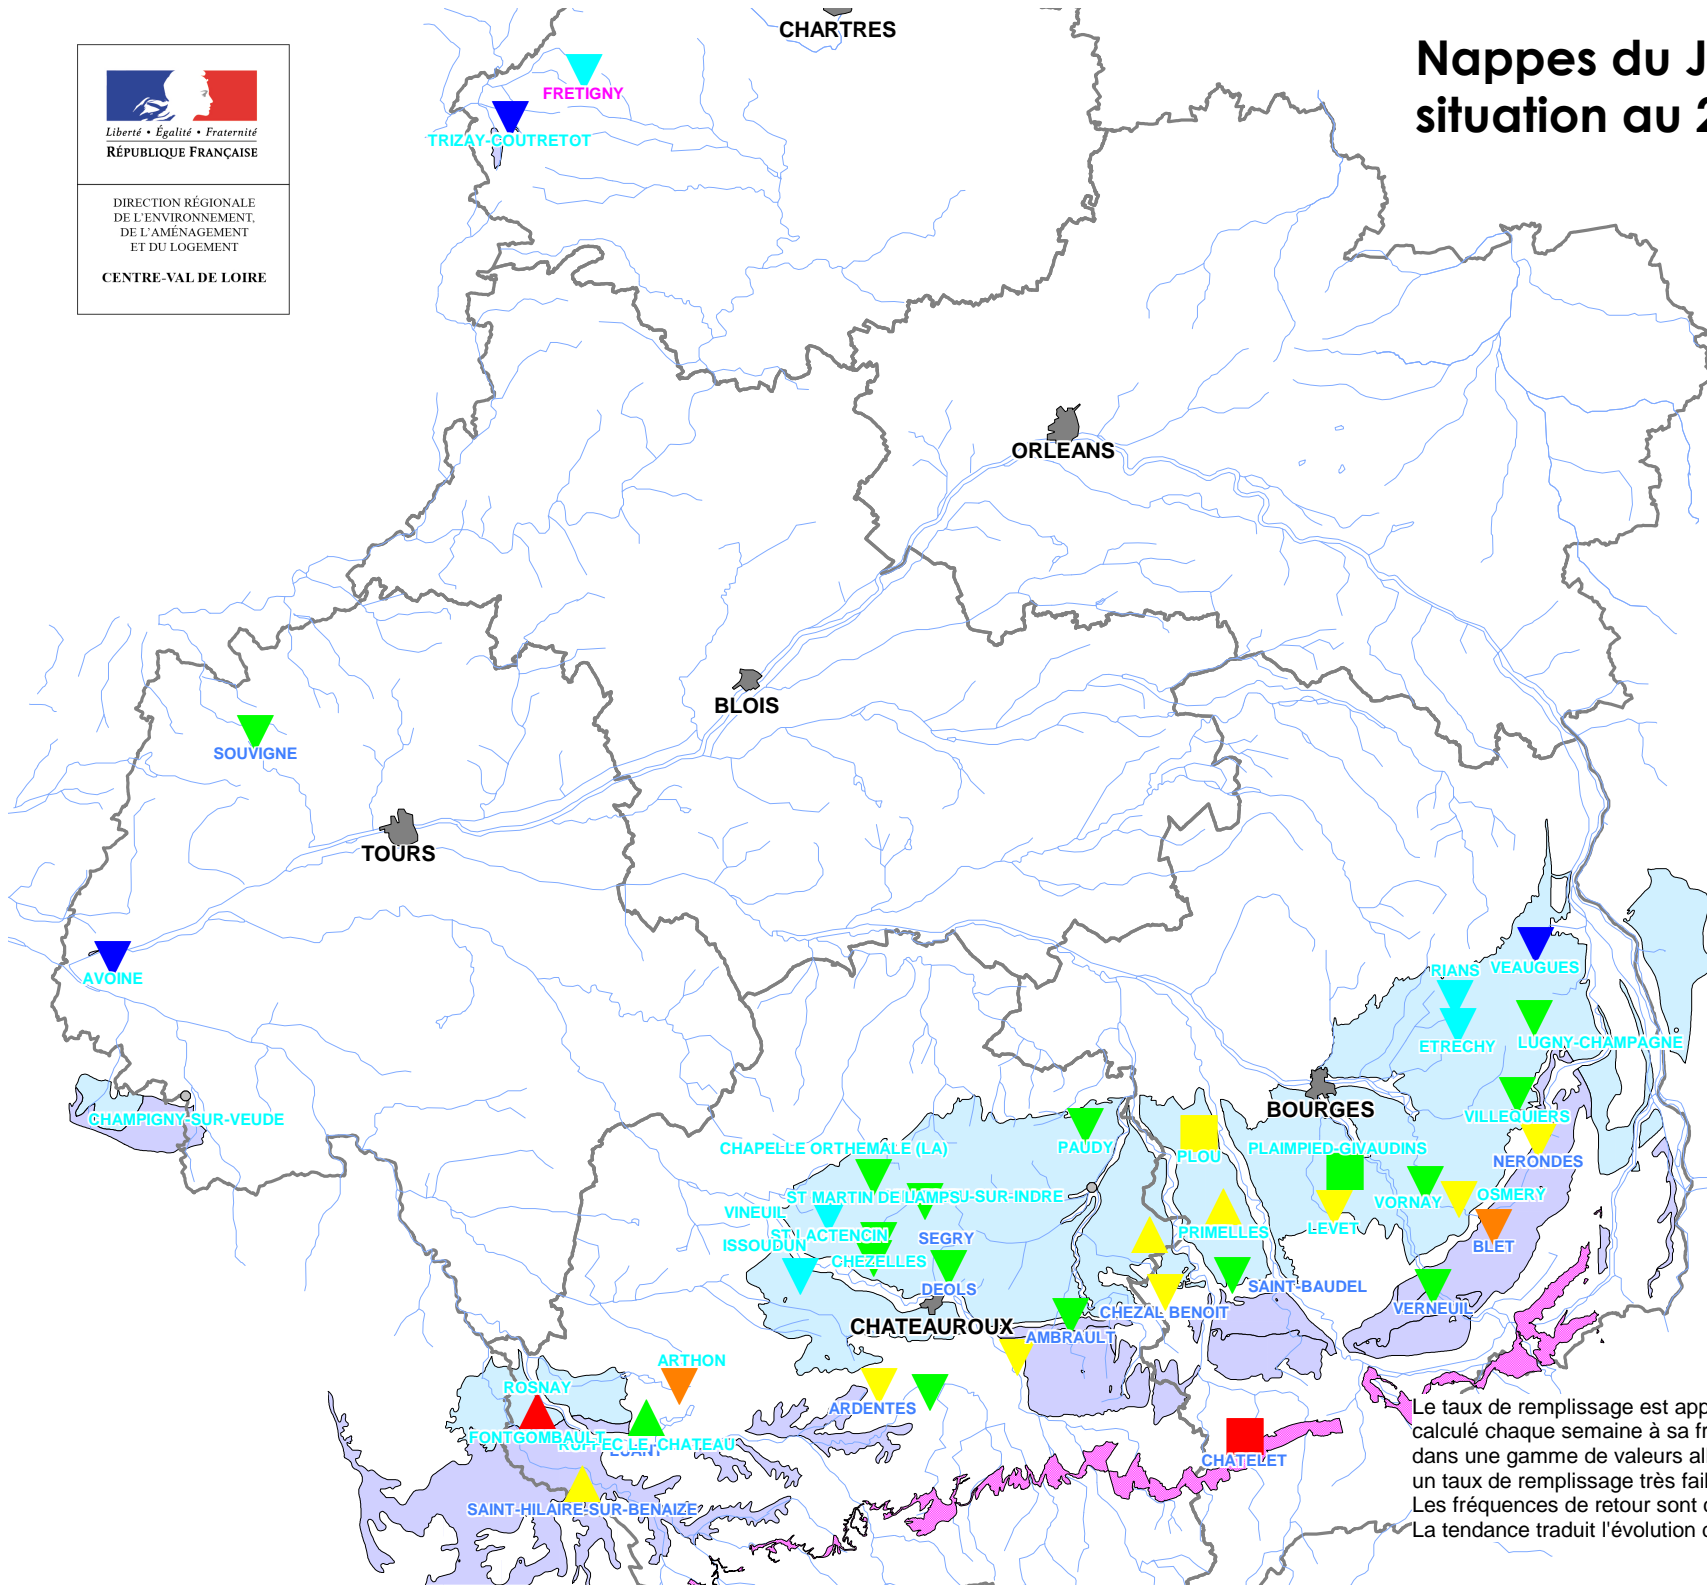 CHARTRES
Nappes du J
situation au 2
FRETIGNY
TRIZAY-COUTRETOT
Liberté • Égalité • Fraternité
RÉPUBLIQUE FRANÇAISE
DIRECTION RÉGIONALE
DE L'ENVIRONNEMENT,
DE L'AMÉNAGEMENT
ET DU LOGEMENT
CENTRE-VAL DE LOIRE
ORLEANS
BLOIS
SOUVIGNE
TOURS
AVOINE
RIANS
VEAUGUES
ETRECHY
LUGNY-CHAMPAGNE
CHAMPIGNY-SUR-VEUDE
BOURGES
VILLEQUIERS
CHAPELLE ORTHEMALE (LA)
PAUDY
PLOU
PLAIMPIED-GIVAUDINS
NERONDES
ST MARTIN DE LAMPS
U-SUR-INDRE
OSMERY
VORNAY
VINEUIL
LEVET
PRIMELLES
ST LACTENCIN
SEGRY
ISSOUDUN
BLET
CHEZELLES
DEOLS
SAINT-BAUDEL
CHEZAL BENOIT
VERNEUIL
CHATEAUROUX
AMBRAULT
ARTHON
ROSNAY
ARDENTES
FONTGOMBAULT
RUFFEC LE CHATEAU
CHATELET
SAINT-HILAIRE-SUR-BENAIZE
Le taux de remplissage est app
calculé chaque semaine à sa fr
dans une gamme de valeurs all
un taux de remplissage très fail
Les fréquences de retour sont
La tendance traduit l'évolution